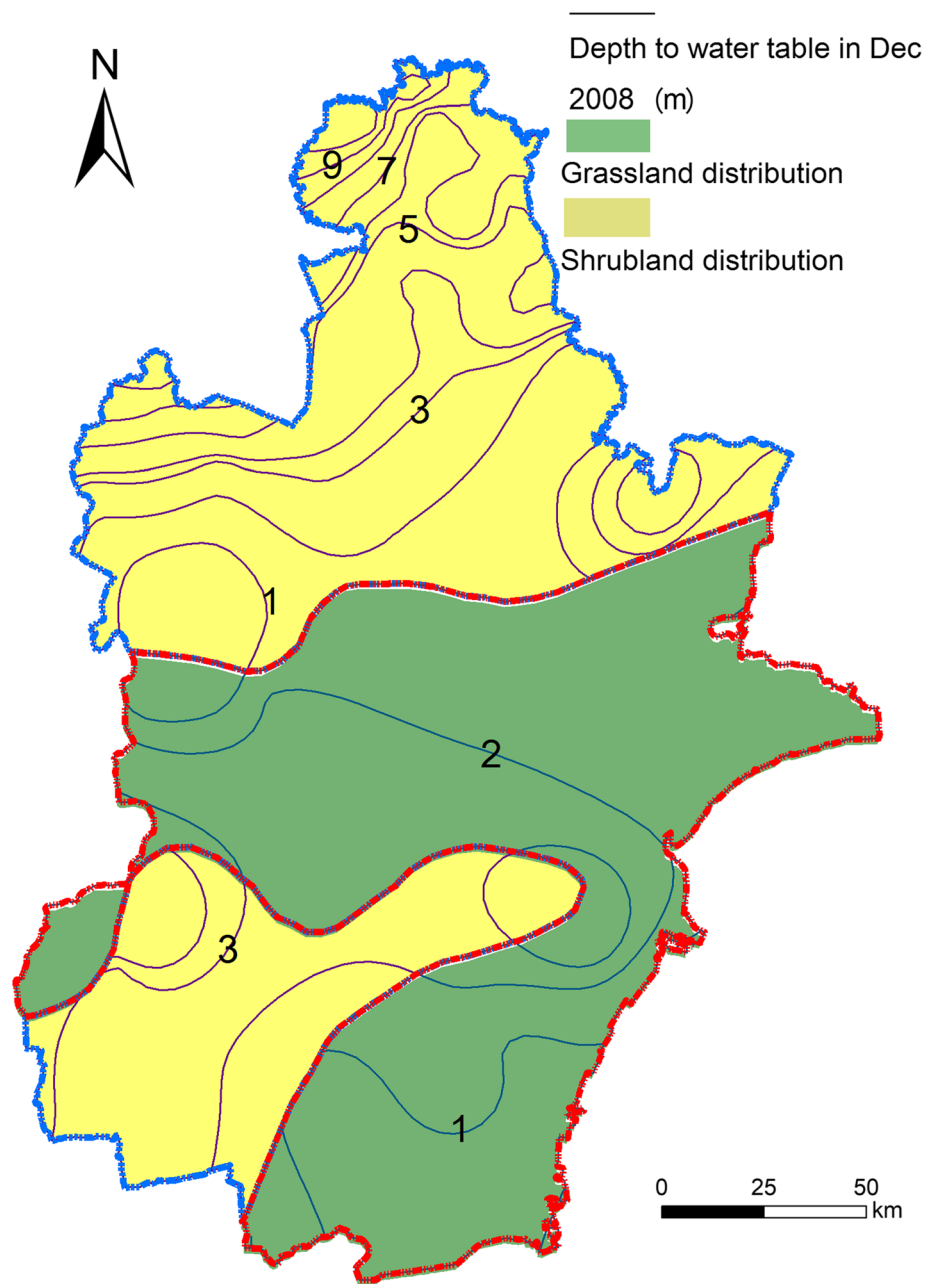 N
Depth to water table in Dec
2008 (m)
Grassland distribution
Shrubland distribution
9
7
5
3
1
2
3
1
0 25 50
km